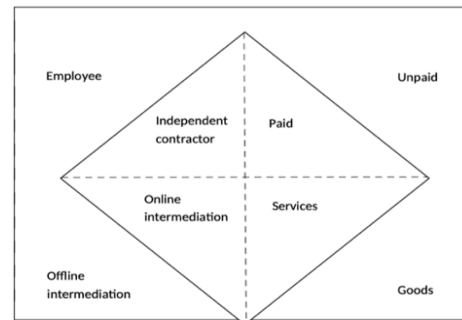 Employee
Unpaid
Independent
contractor
Paid
Online
intermediation
Services
Offline
intermediation
Goods